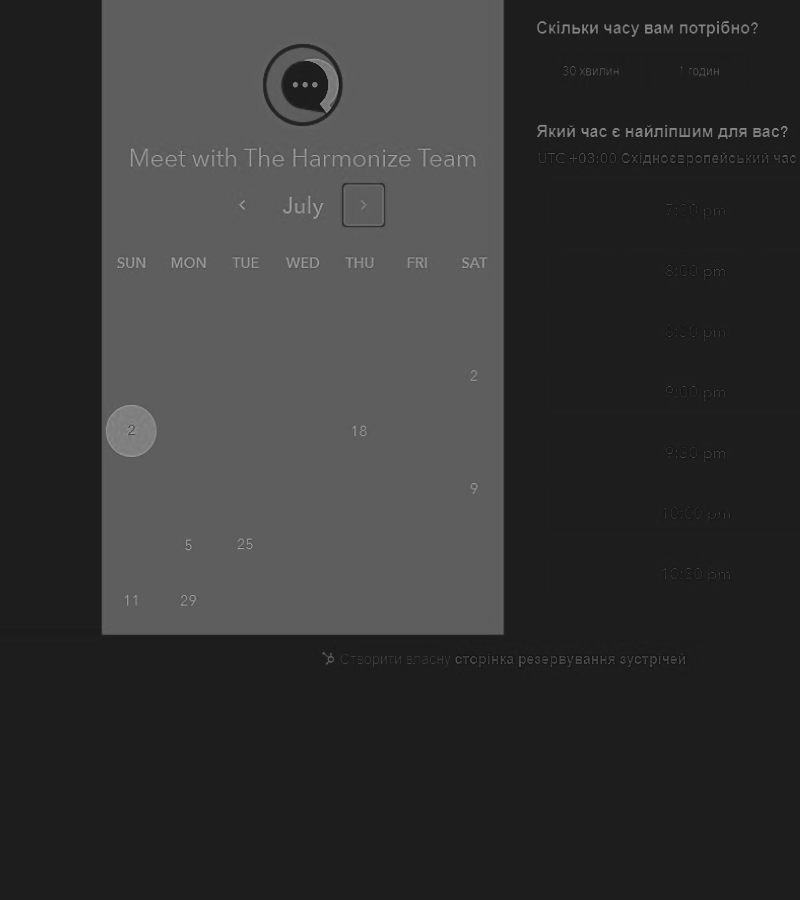 Meet with The Harmonize Team
July
SUN MON TUE WED THU FRI SAT
2
2 18
9
5 25
11 29
Скільки часу вам потрібно?
30 хвилин 1 годин
Який час є найліпшим для вас?
UTC +03:00 Східноєвропейський час
7:30 pm
8:00 pm
8:30 pm
9:00 pm
9:30 pm
10:00 pm
10:30 pm
Створити власну сторінка резервування зустрічей